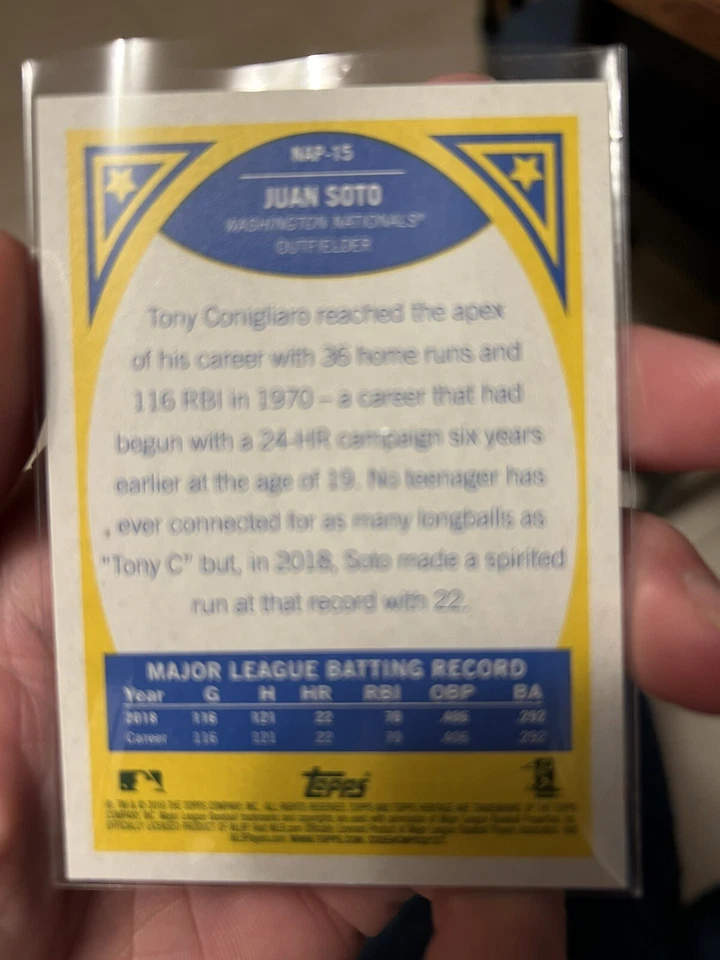 NAP-15
JUAN SOTO
WASHINGTON NATIONALS®
OUTFIELDER
Tony Conigliaro reached the apex
of his career with 36 home runs and
116 RBI in 1970 – a career that had
begun with a 24-HR campaign six years
earlier at the age of 19. No teenager has
ever connected for as many longballs as
"Tony C" but, in 2018, Soto made a spirited
run at that record with 22.
MAJOR LEAGUE BATTING RECORD
Year G H HR RBI OBP BA
2018 116 121 22 70 .406 .292
Career 116 121 22 70 .406 .292
Topps